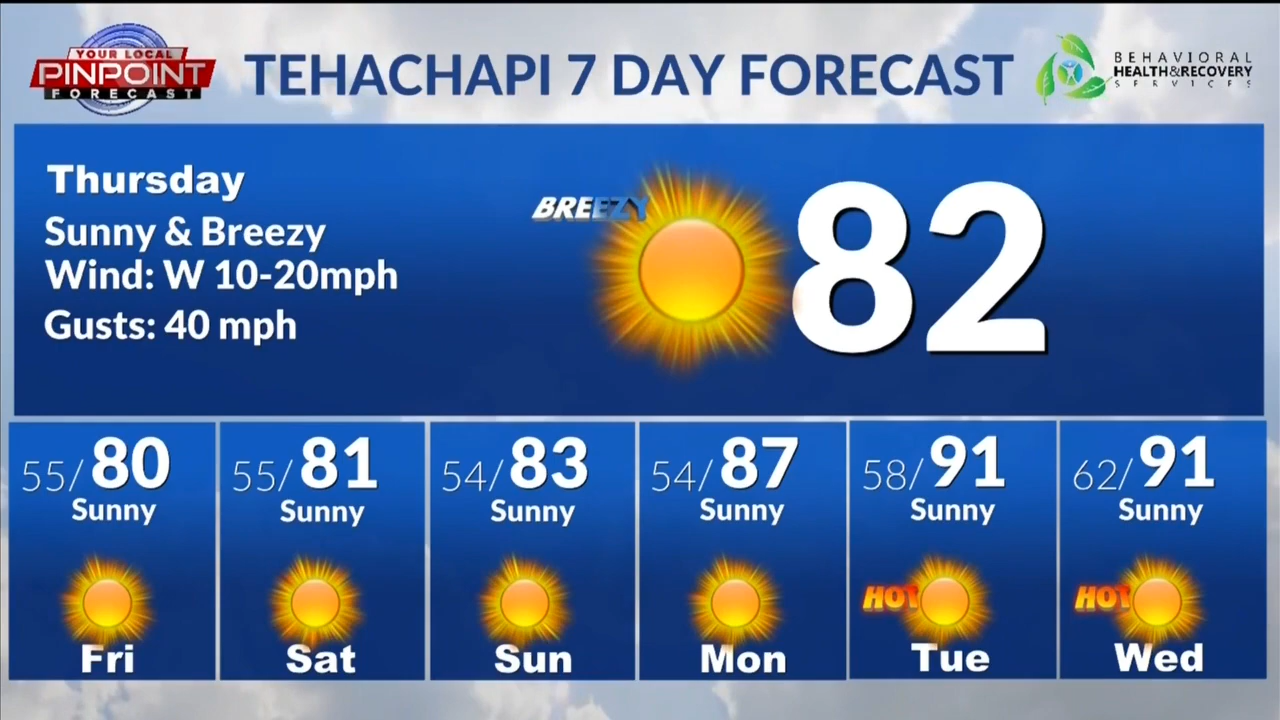 YOUR LOCAL
PINPOINT
FORECAST
TEHACHAPI 7 DAY FORECAST
BEHAVIORAL
HEALTH&RECOVERY
SERVICES
Thursday
Sunny & Breezy
Wind: W 10-20mph
Gusts: 40 mph
BREEZY
82
55/80
Sunny
Fri
55/81
Sunny
Sat
54/83
Sunny
Sun
54/87
Sunny
Mon
58/91
Sunny
HOT
Tue
62/91
Sunny
HOT
Wed